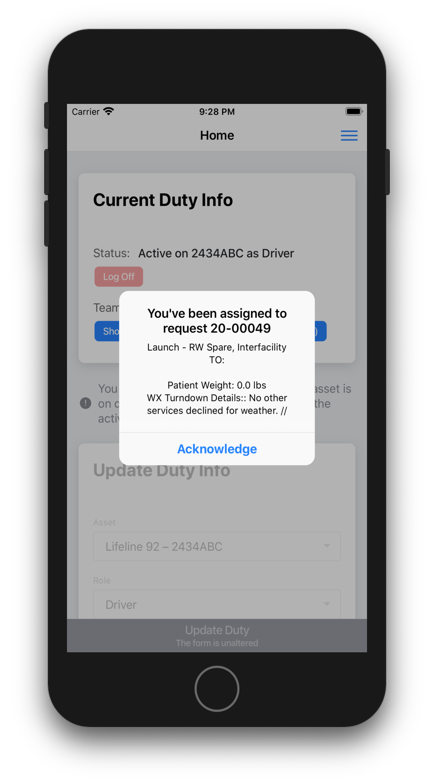 Carrier 9:28 PM
Home
Current Duty Info
Status: Active on 2434ABC as Driver
Log Off
Team
Sho )
You've been assigned to
request 20-00049
Launch - RW Spare, Interfacility
TO:
Patient Weight: 0.0 lbs
WX Turndown Details:: No other
services declined for weather. //
Acknowledge
You asset is
on the
activ
Update Duty Info
Asset
Lifeline 92 – 2434ABC
Role
Driver
Update Duty
The form is unaltered